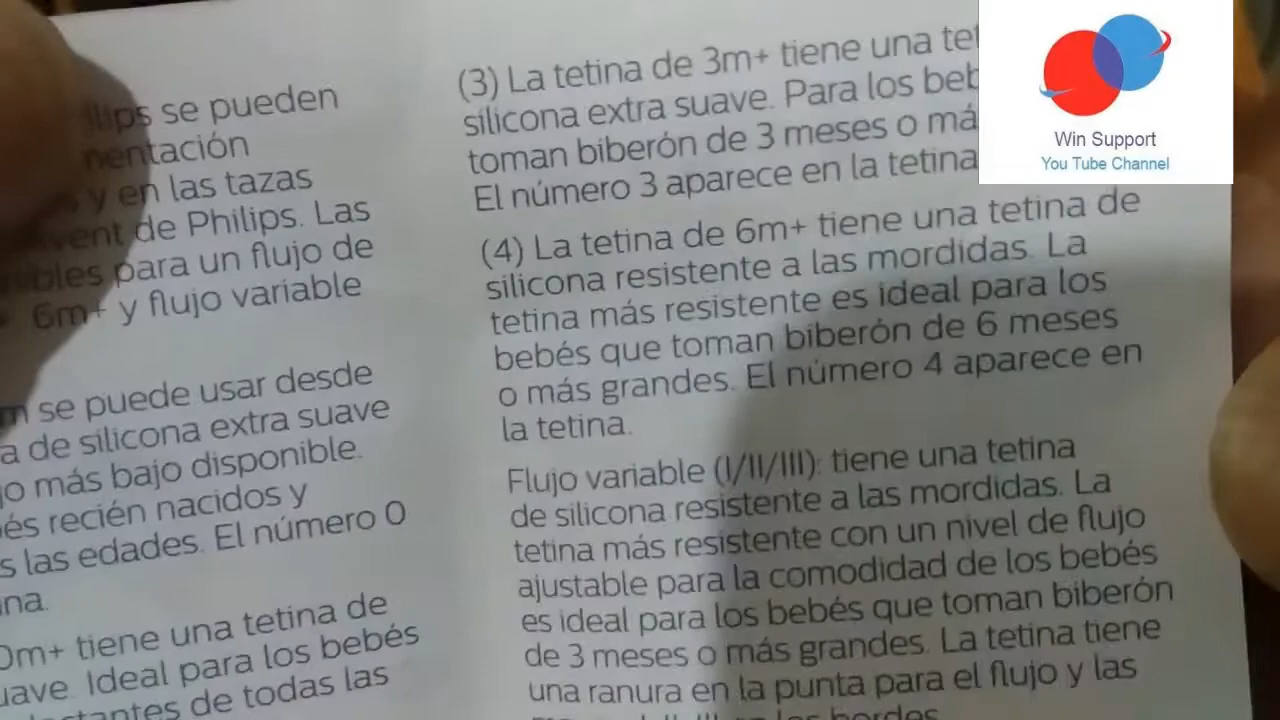 se pueden
mentación
y en las tazas
vent de Philips. Las
bles para un flujo de
6m+ y flujo variable
se puede usar desde
a de silicona extra suave
jo más bajo disponible.
és recién nacidos y
s las edades. El número 0
ina.
0m+ tiene una tetina de
uave. Ideal para los bebés
de todas las
(3) La tetina de 3m+ tiene una tet
silicona extra suave. Para los beb
toman biberón de 3 meses o má
El número 3 aparece en la tetina
(4) La tetina de 6m+ tiene una tetina de
silicona resistente a las mordidas. La
tetina más resistente es ideal para los
bebés que toman biberón de 6 meses
o más grandes. El número 4 aparece en
la tetina.
Flujo variable (I/II/III): tiene una tetina
de silicona resistente a las mordidas. La
tetina más resistente con un nivel de flujo
ajustable para la comodidad de los bebés
es ideal para los bebés que toman biberón
de 3 meses o más grandes. La tetina tiene
una ranura en la punta para el flujo y las
bordes
Win Support
You Tube Channel